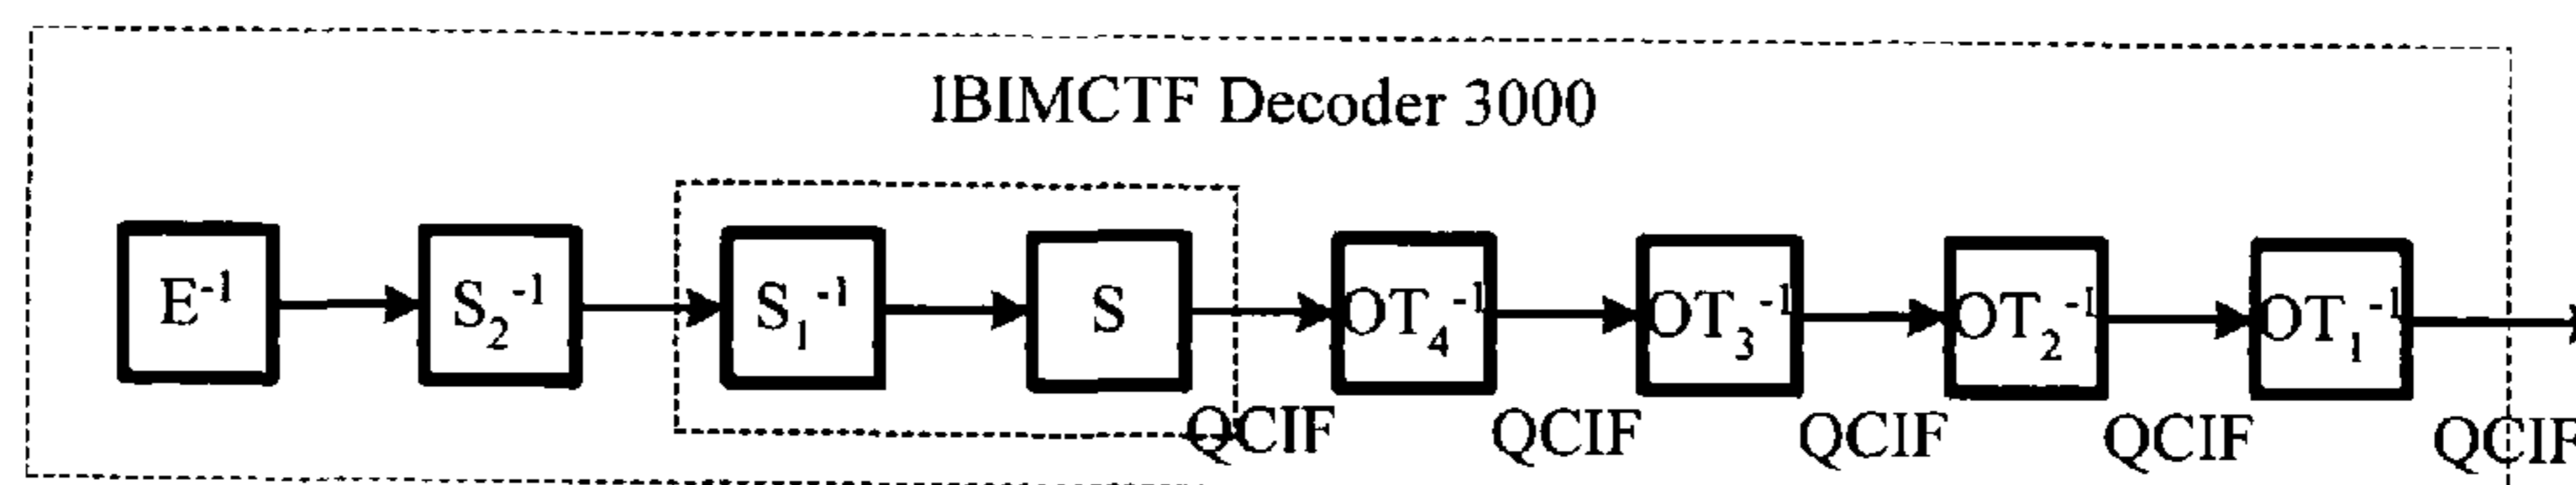 IBIMCTF Decoder 3000
E⁻¹ S₂⁻¹ S₁⁻¹ S OT₄⁻¹ OT₃⁻¹ OT₂⁻¹ OT₁⁻¹
QCIF QCIF QCIF QCIF QCIF